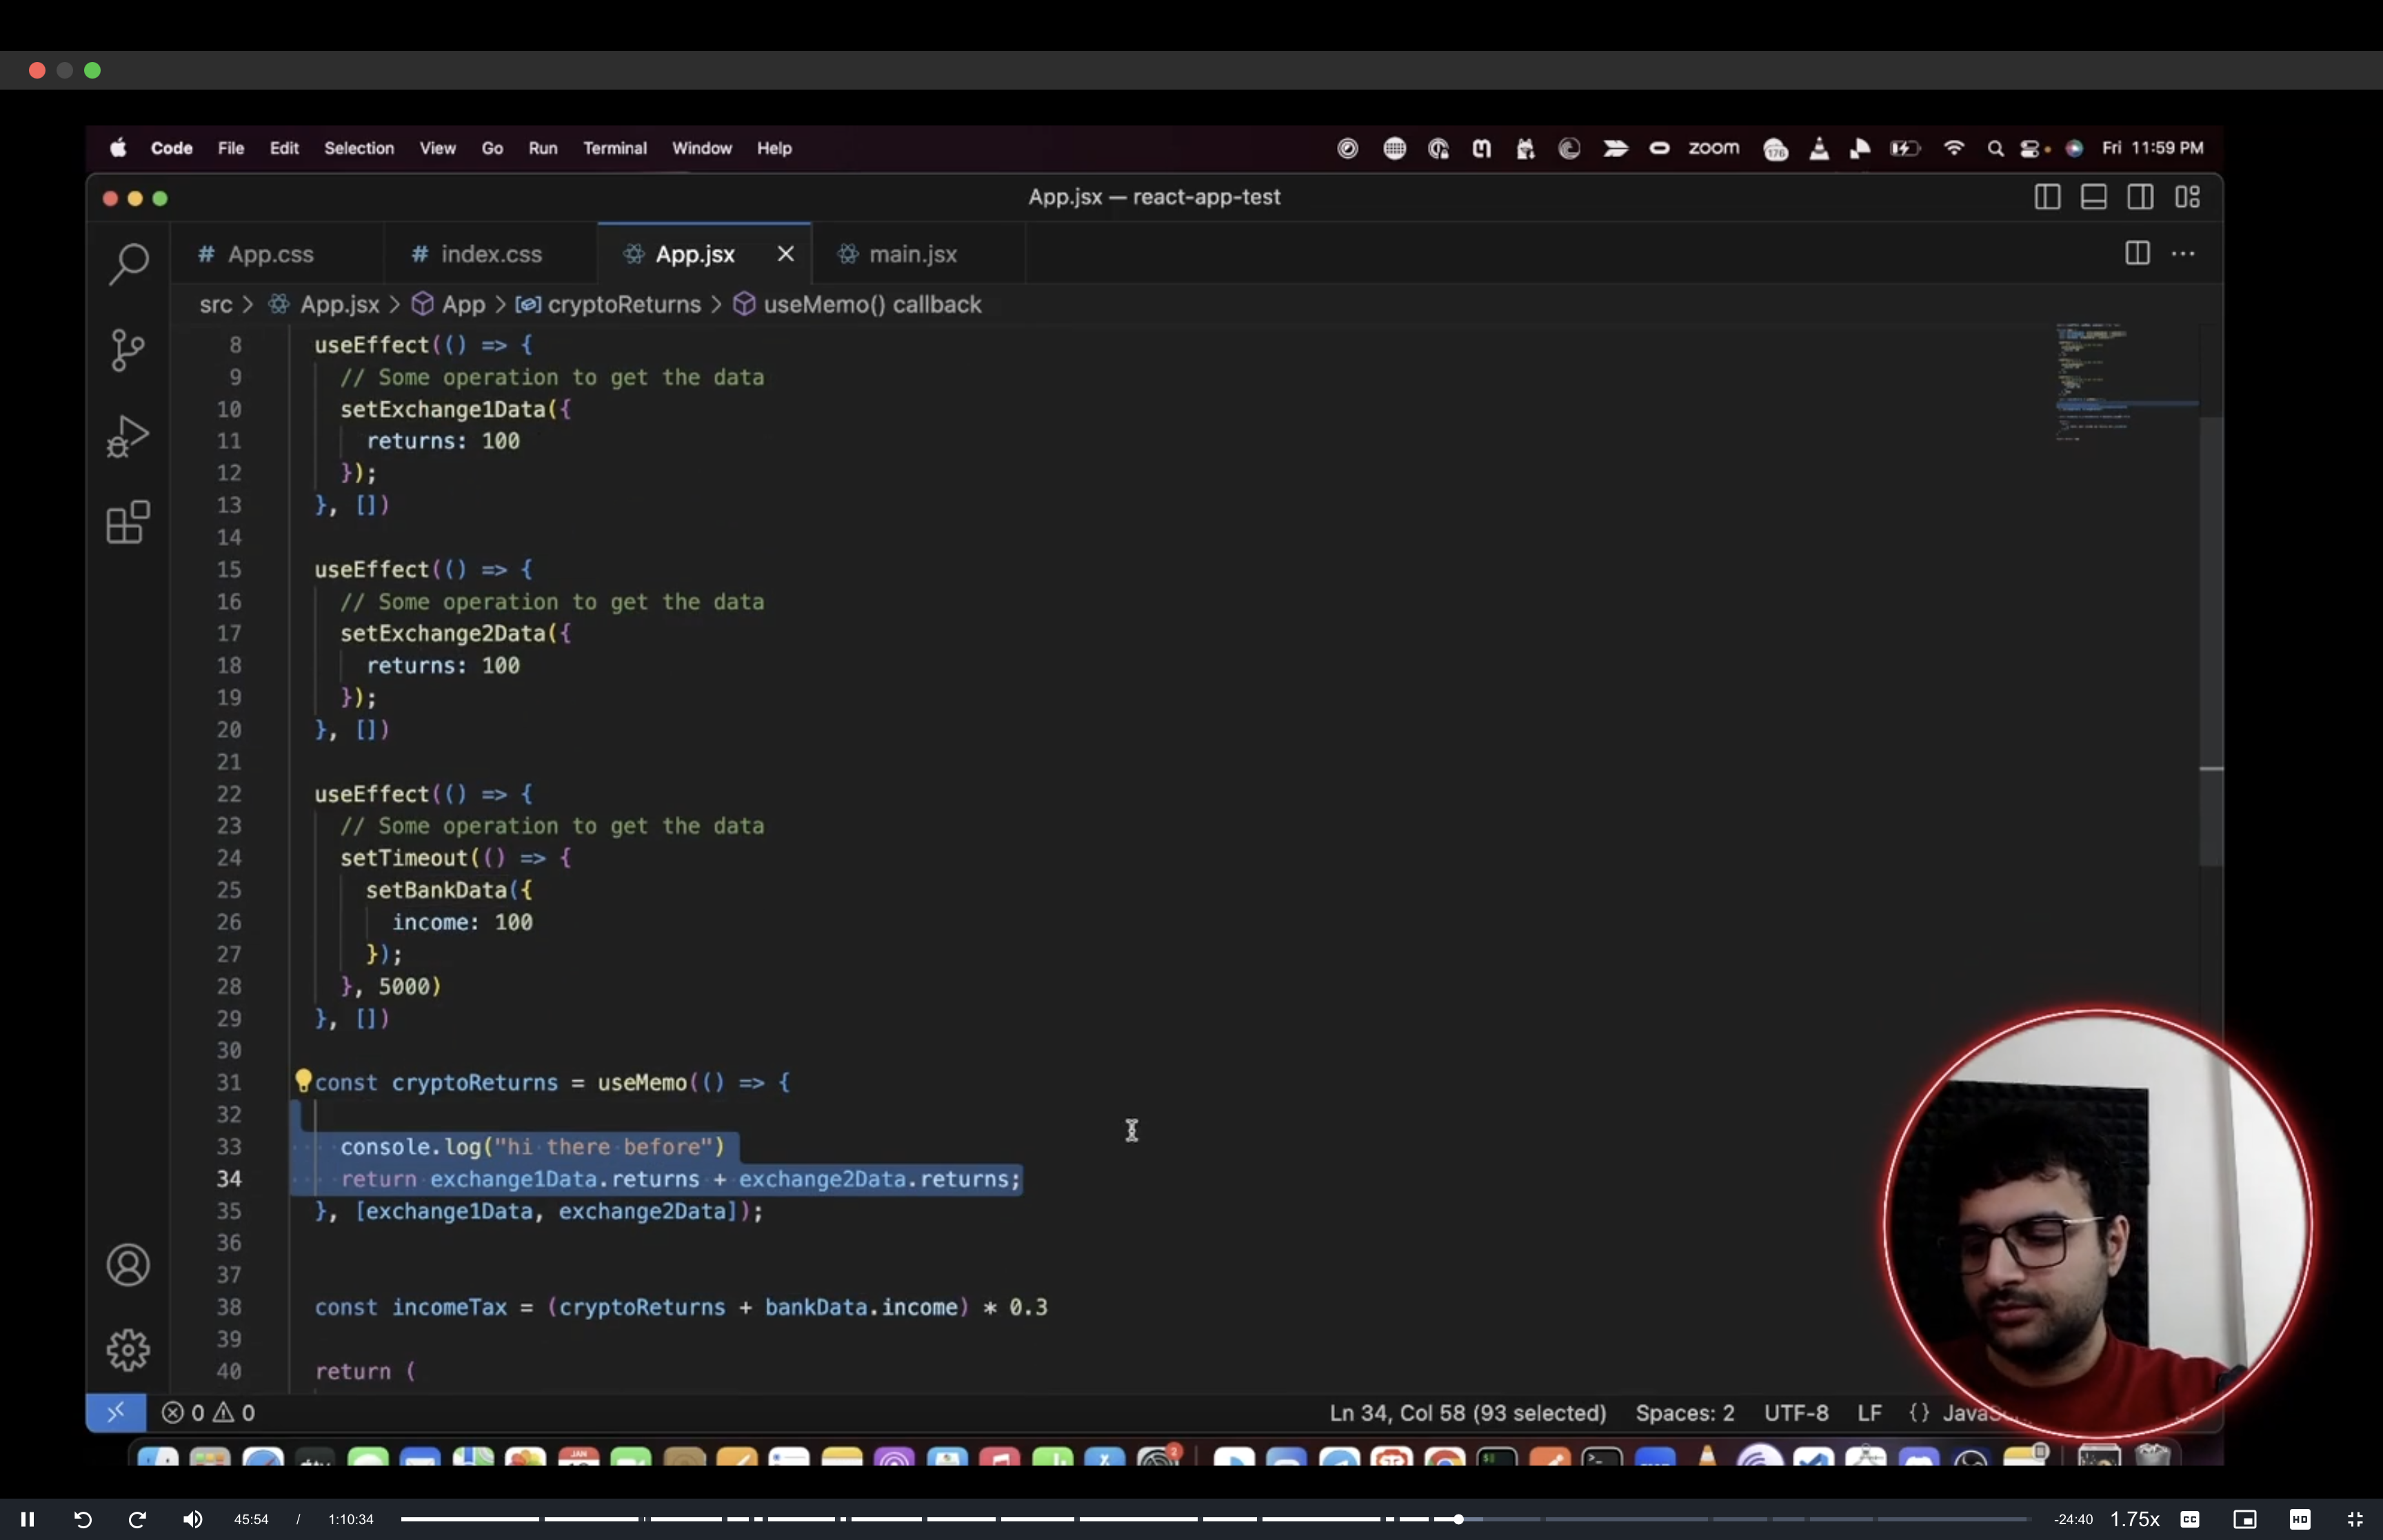 Code File Edit Selection View Go Run Terminal Window Help zoom 176 Fri 11:59 PM
App.jsx — react-app-test
# App.css # index.css App.jsx main.jsx
src > App.jsx > App > cryptoReturns > useMemo() callback
8 useEffect(() => {
9 // Some operation to get the data
10 setExchange1Data({
11 returns: 100
12 });
13 }, [])
14
15 useEffect(() => {
16 // Some operation to get the data
17 setExchange2Data({
18 returns: 100
19 });
20 }, [])
21
22 useEffect(() => {
23 // Some operation to get the data
24 setTimeout(() => {
25 setBankData({
26 income: 100
27 });
28 }, 5000)
29 }, [])
30
31 const cryptoReturns = useMemo(() => {
32
33 console.log("hi there before")
34 return exchange1Data.returns + exchange2Data.returns;
35 }, [exchange1Data, exchange2Data]);
36
37
38 const incomeTax = (cryptoReturns + bankData.income) * 0.3
39
40 return (
0 0 Ln 34, Col 58 (93 selected) Spaces: 2 UTF-8 LF {}
JAN 2
45:54 / 1:10:34 -24:40 1.75x CC HD